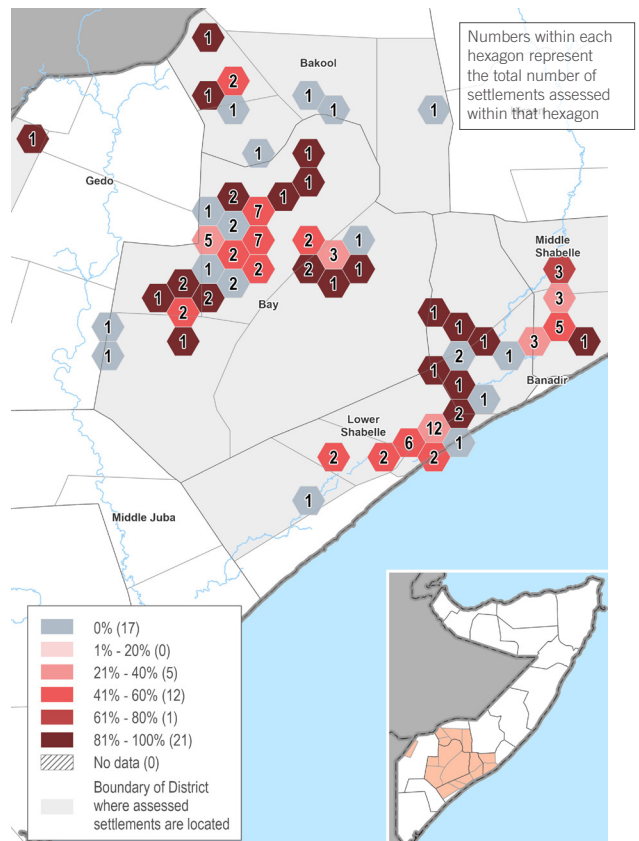 Numbers within each
hexagon represent
the total number of
settlements assessed
within that hexagon
1
Bakool
2
1
1
1
1
1
1
1
1
Gedo
1
2
1
1
7
2
5
7
2
3
1
2
1
2
2
2
1
1
1
2
Middle
Shabelle
3
2
1
2
2
Bay
3
1
1
5
1
1
1
1
3
1
2
1
1
1
Banadir
1
2
Lower
Shabelle
12
6
1
2
2
2
1
Middle Juba
0% (17)
1% - 20% (0)
21% - 40% (5)
41% - 60% (12)
61% - 80% (1)
81% - 100% (21)
No data (0)
Boundary of District
where assessed
settlements are located